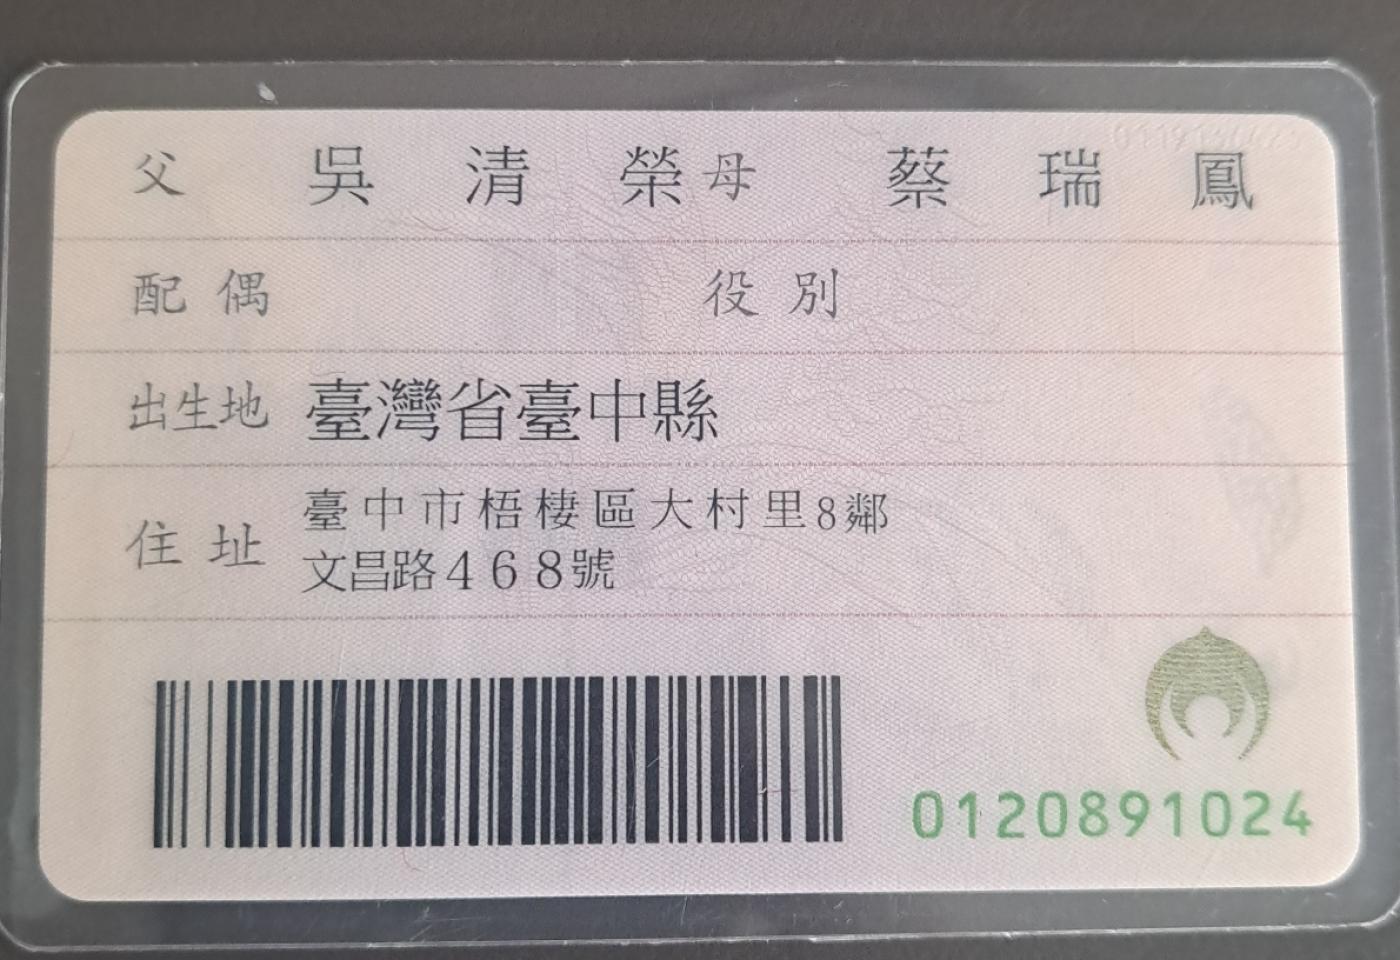 父 吳清榮 母 蔡瑞鳳
配偶 役別
出生地 臺灣省臺中縣
住址 臺中市梧棲區大村里8鄰
文昌路468號
0120891024